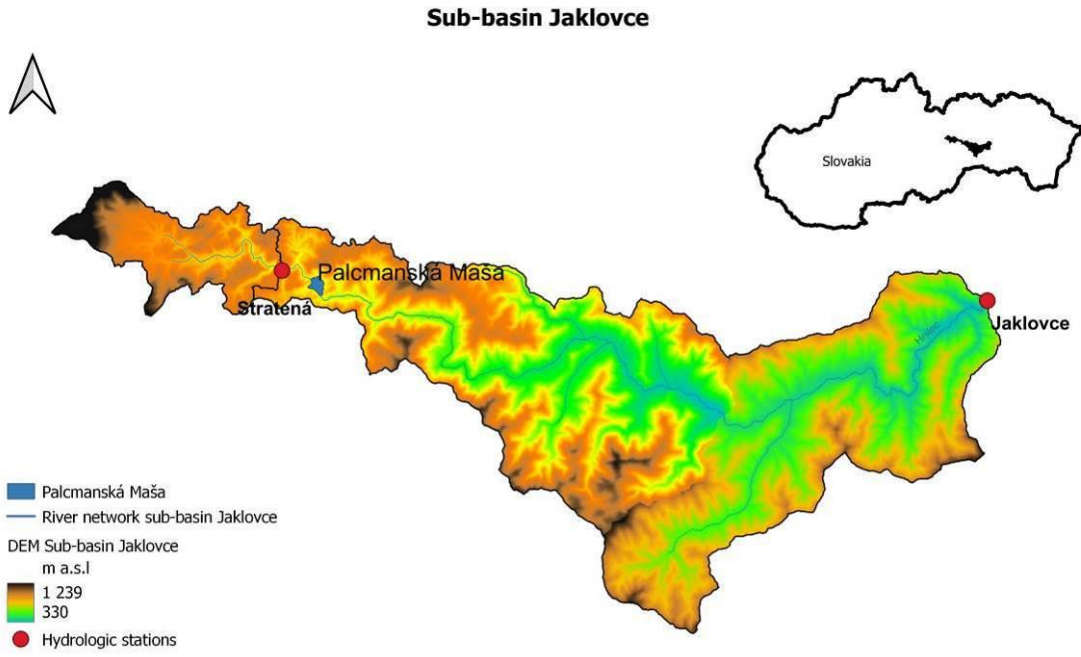 Sub-basin Jaklovce
Slovakia
Palcmanská Maša
Stratená
Hnilec
Jaklovce
Palcmanská Maša
River network sub-basin Jaklovce
DEM Sub-basin Jaklovce
m a.s.l
1 239
330
Hydrologic stations